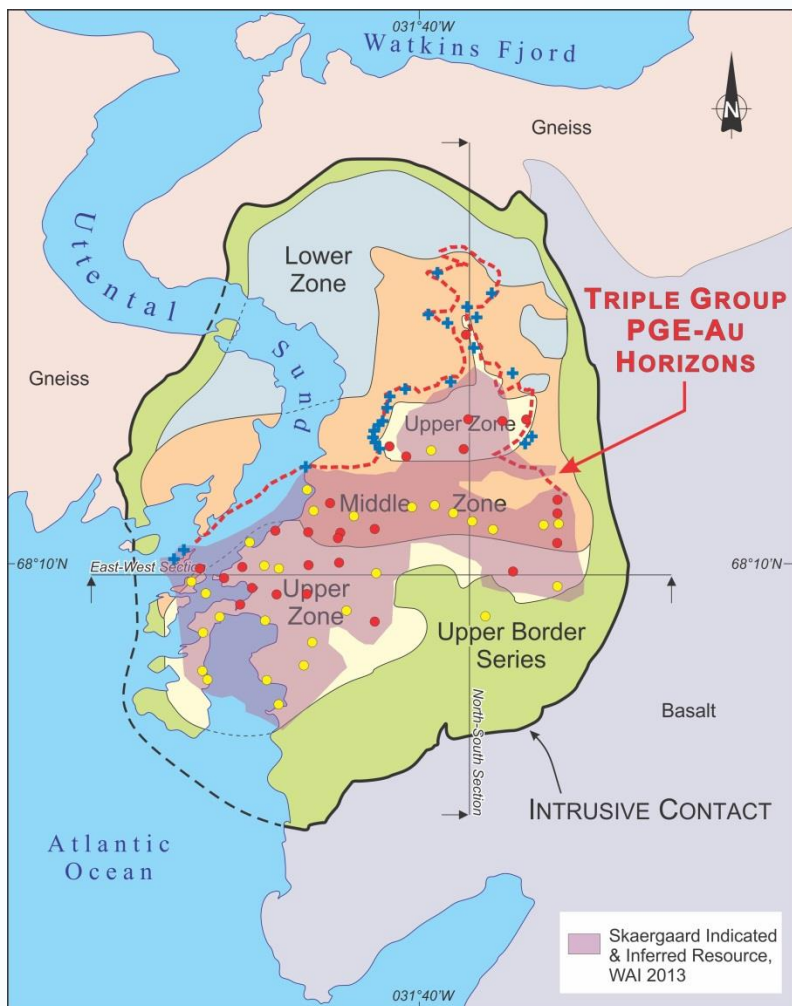 031°40'W
Watkins Fjord
N
Gneiss
Uttental
Sund
Lower
Zone
TRIPLE GROUP
PGE-AU
HORIZONS
Gneiss
Upper Zone
Middle Zone
68°10'N
68°10'N
East-West Section
Upper
Zone
Upper Border
Series
North-South Section
Basalt
INTRUSIVE CONTACT
Atlantic
Ocean
Skaergaard Indicated
& Inferred Resource,
WAI 2013
031°40'W